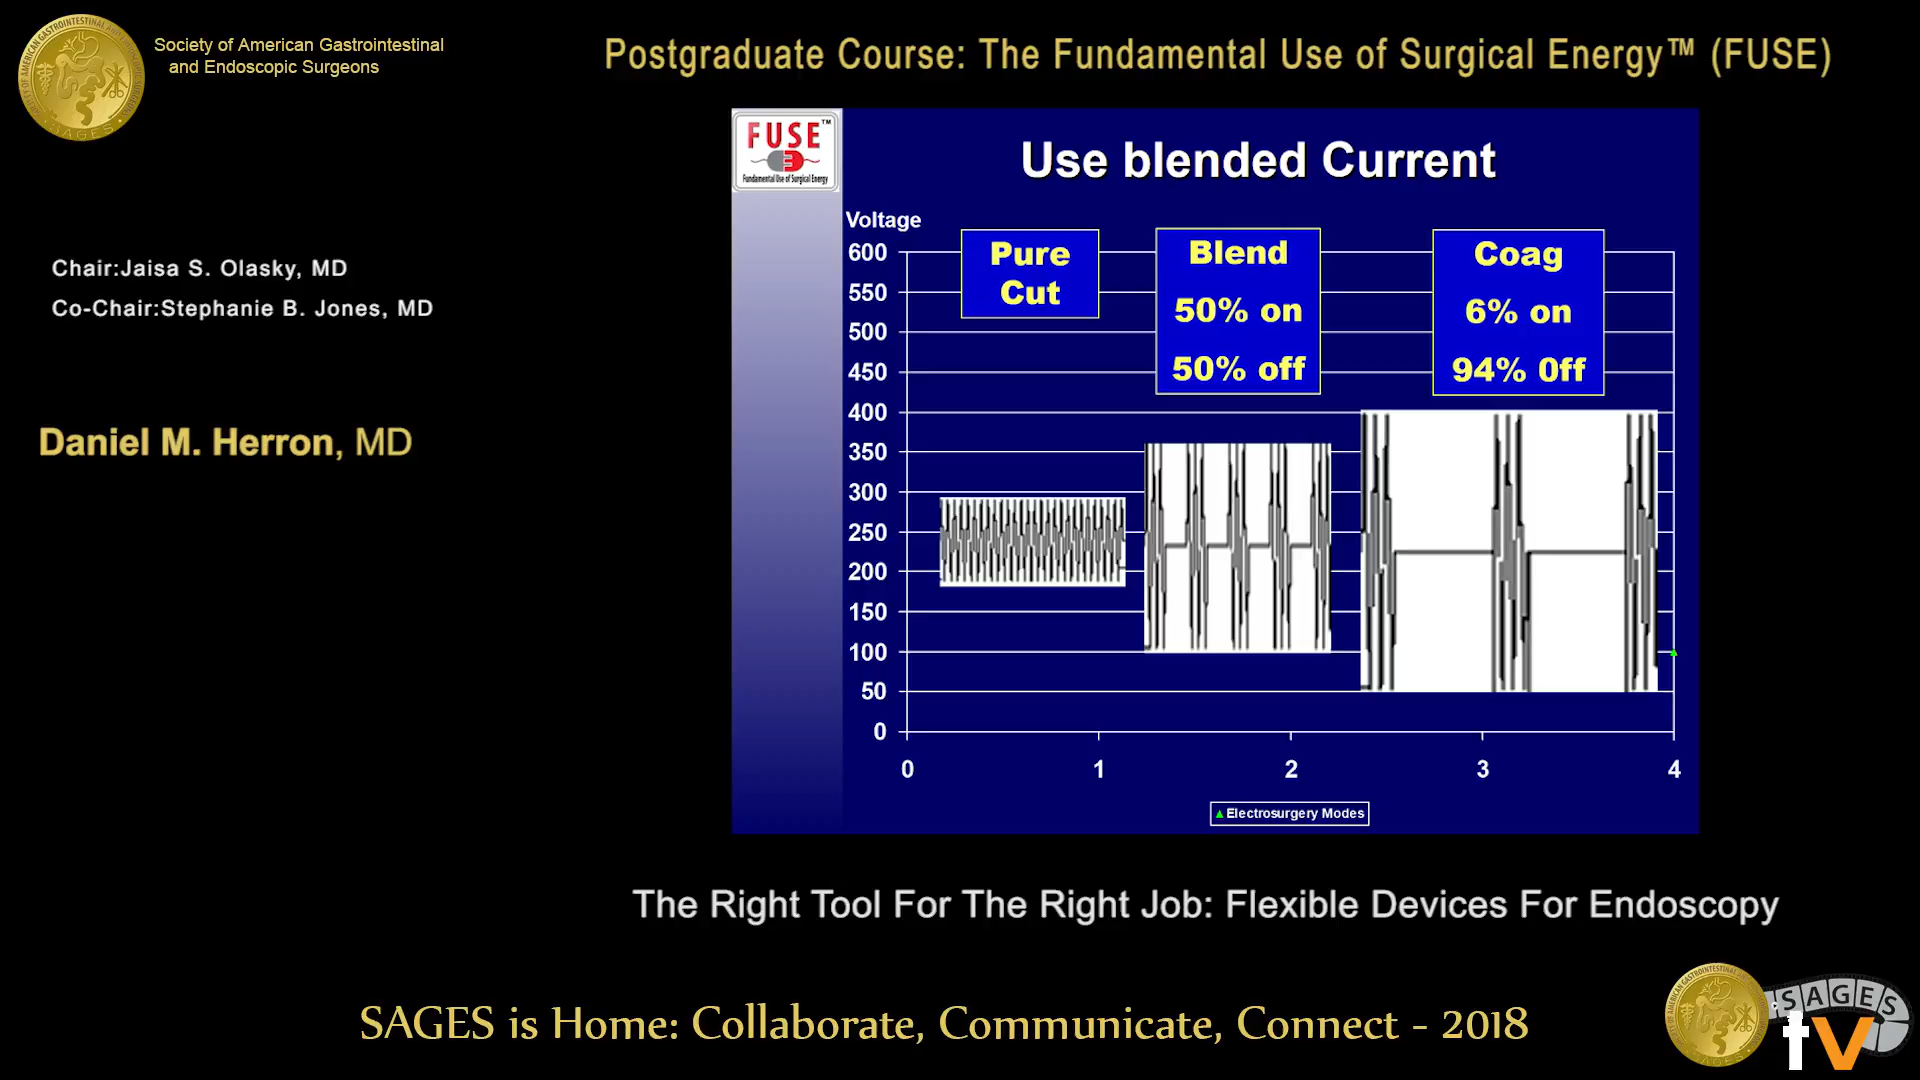 Society of American Gastrointestinal
and Endoscopic Surgeons
Postgraduate Course: The Fundamental Use of Surgical Energy™ (FUSE)
Chair:Jaisa S. Olasky, MD
Co-Chair:Stephanie B. Jones, MD
Daniel M. Herron, MD
FUSE™
Fundamental Use of Surgical Energy
Use blended Current
Voltage
600
550
500
450
400
350
300
250
200
150
100
50
0
Pure
Cut
Blend
50% on
50% off
Coag
6% on
94% 0ff
0 1 2 3 4
Electrosurgery Modes
The Right Tool For The Right Job: Flexible Devices For Endoscopy
SAGES is Home: Collaborate, Communicate, Connect - 2018
SAGES
tv